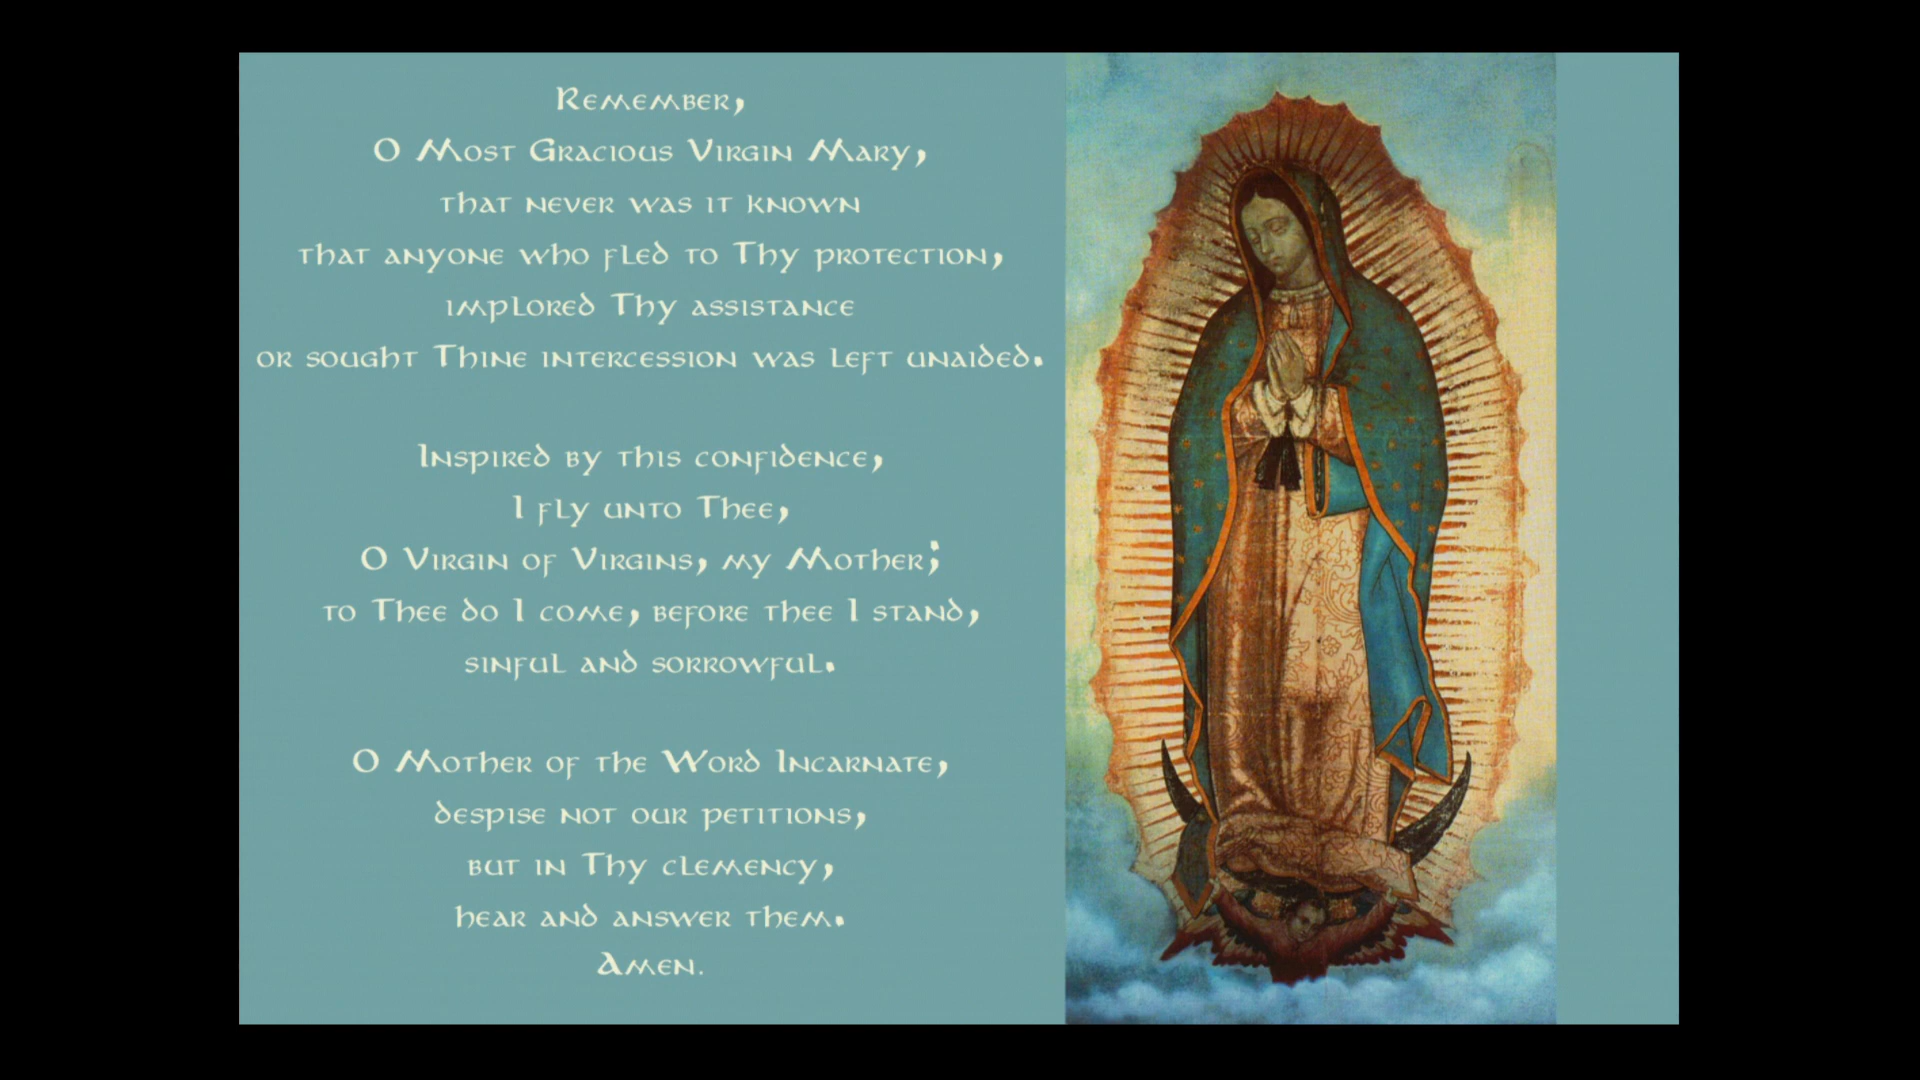 Remember,
O Most Gracious Virgin Mary,
that never was it known
that anyone who fled to Thy protection,
implored Thy assistance
or sought Thine intercession was left unaided.
Inspired by this confidence,
I fly unto Thee,
O Virgin of Virgins, my Mother;
to Thee do I come, before thee I stand,
sinful and sorrowful.
O Mother of the Word Incarnate,
despise not our petitions,
but in Thy clemency,
hear and answer them.
Amen.